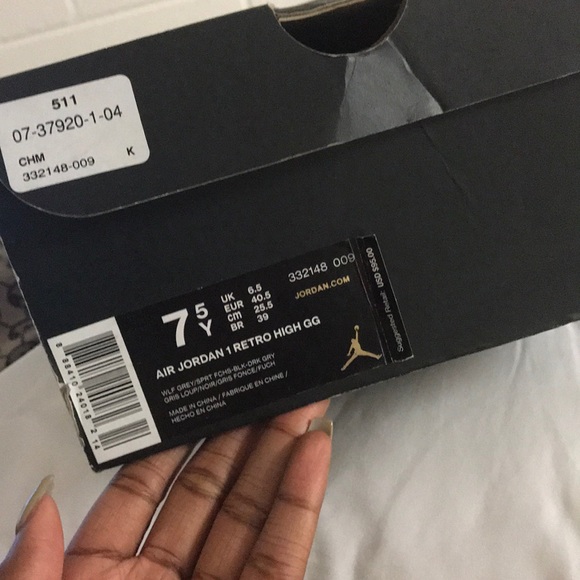 511
07-37920-1-04
CHM K
332148-009
7 5 Y
UK 6.5
EUR 40.5
cm 25.5
BR 39
332148 009
JORDAN.COM
AIR JORDAN 1 RETRO HIGH GG
WLF GREY/SPRT FCHS-BLK-DRK GRY
GRIS LOUP/NOIR/GRIS FONCE/FUCH
MADE IN CHINA / FABRIQUE EN CHINE /
HECHO EN CHINA
Suggested Retail: USD $95.00